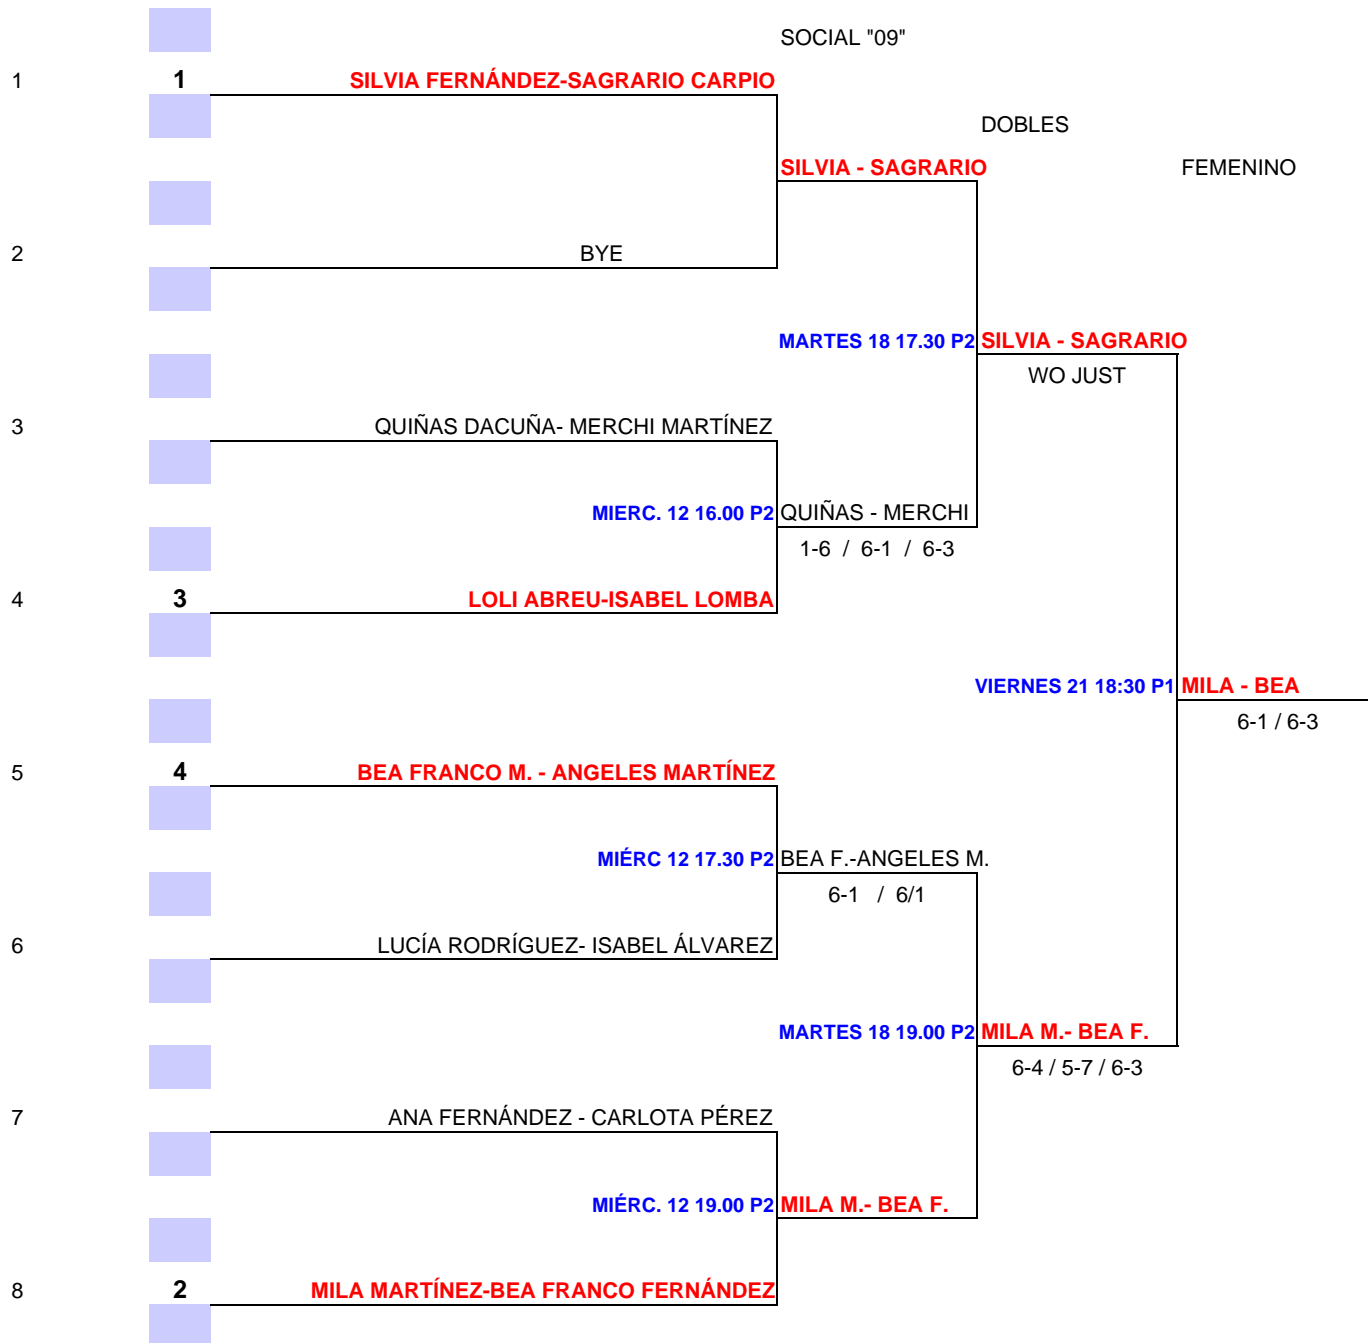 SOCIAL "09"
1 1 SILVIA FERNÁNDEZ-SAGRARIO CARPIO
DOBLES
SILVIA - SAGRARIO FEMENINO
2 BYE
MARTES 18 17.30 P2 SILVIA - SAGRARIO
WO JUST
3 QUIÑAS DACUÑA- MERCHI MARTÍNEZ
MIERC. 12 16.00 P2 QUIÑAS - MERCHI
1-6 / 6-1 / 6-3
4 3 LOLI ABREU-ISABEL LOMBA
VIERNES 21 18:30 P1 MILA - BEA
6-1 / 6-3
5 4 BEA FRANCO M. - ANGELES MARTÍNEZ
MIÉRC 12 17.30 P2 BEA F.-ANGELES M.
6-1 / 6/1
6 LUCÍA RODRÍGUEZ- ISABEL ÁLVAREZ
MARTES 18 19.00 P2 MILA M.- BEA F.
6-4 / 5-7 / 6-3
7 ANA FERNÁNDEZ - CARLOTA PÉREZ
MIÉRC. 12 19.00 P2 MILA M.- BEA F.
8 2 MILA MARTÍNEZ-BEA FRANCO FERNÁNDEZ